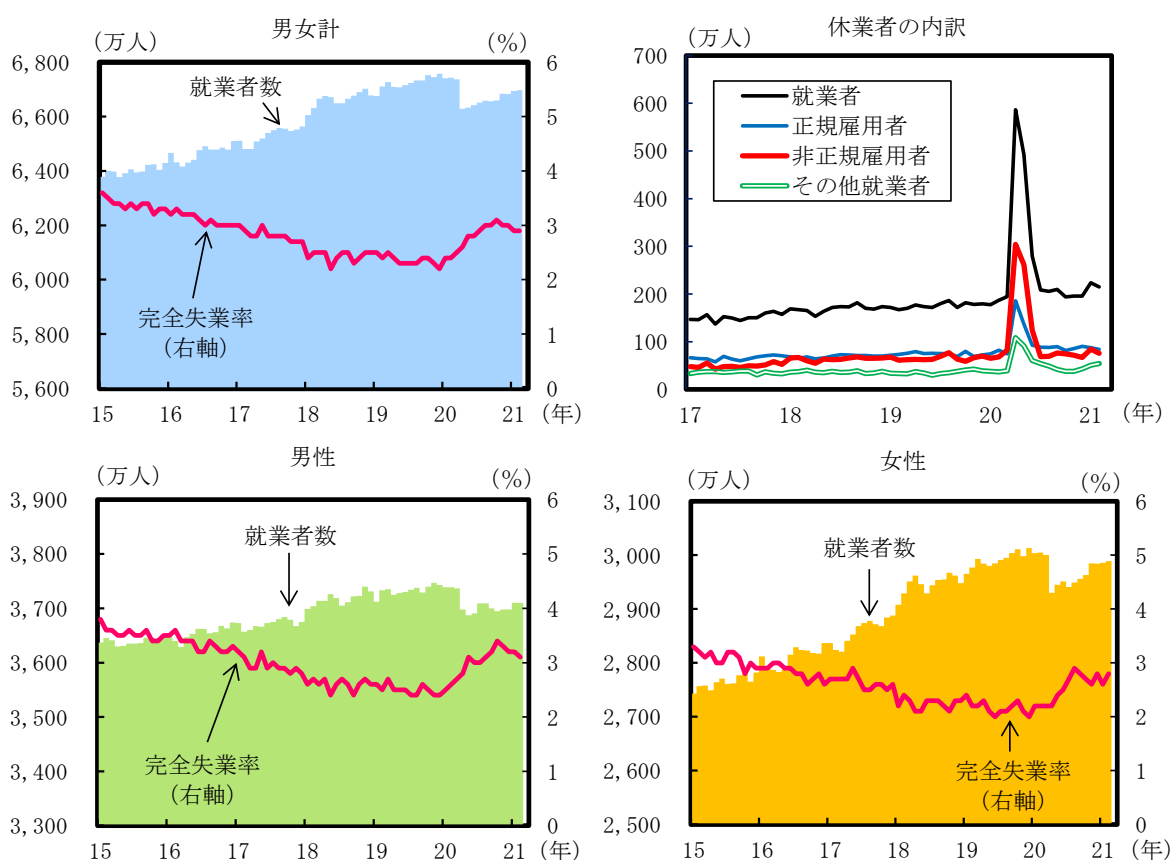 男女計
(万人)
(%)
6,800
6,600
6,400
6,200
6,000
5,800
5,600
6
5
4
3
2
1
0
就業者数
完全失業率
(右軸)
15 16 17 18 19 20 21 (年)
休業者の内訳
(万人)
700
600
500
400
300
200
100
0
就業者
正規雇用者
非正規雇用者
その他就業者
17 18 19 20 21 (年)
男性
(万人)
(%)
3,900
3,800
3,700
3,600
3,500
3,400
3,300
6
5
4
3
2
1
0
就業者数
完全失業率
(右軸)
15 16 17 18 19 20 21 (年)
女性
(万人)
(%)
3,100
3,000
2,900
2,800
2,700
2,600
2,500
6
5
4
3
2
1
0
就業者数
完全失業率
(右軸)
15 16 17 18 19 20 21 (年)